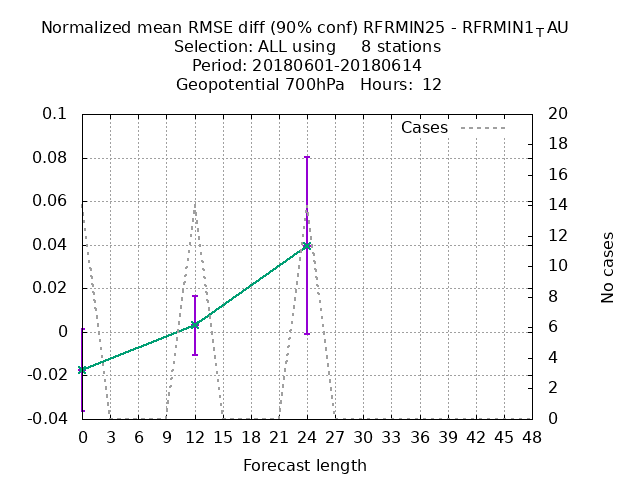 Normalized mean RMSE diff (90% conf) RFRMIN25 - RFRMIN1_TAU
Selection: ALL using 8 stations
Period: 20180601-20180614
Geopotential 700hPa Hours: 12
0.1
0.08
0.06
0.04
0.02
0
-0.02
-0.04
Cases
20
18
16
14
12
10
8
6
4
2
0
No cases
0 3 6 9 12 15 18 21 24 27 30 33 36 39 42 45 48
Forecast length